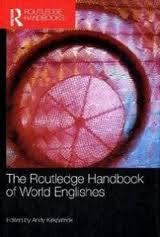 ROUTLEDGE
HANDBOOKS
The Routledge Handbook
of World Englishes
Edited by Andy Kirkpatrick